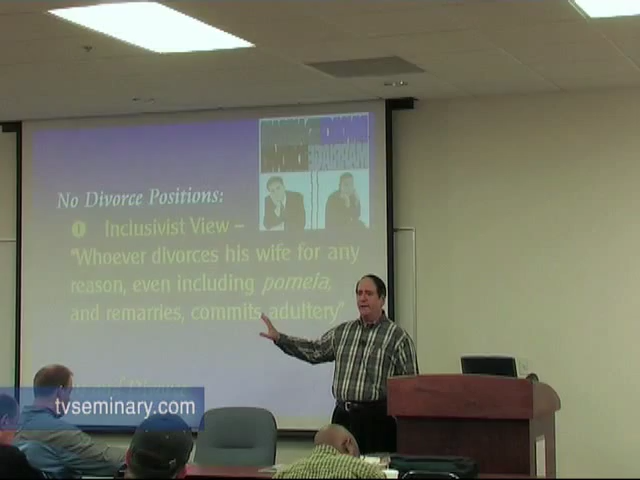 No Divorce Positions:
❶ Inclusivist View –
"Whoever divorces his wife for any
reason, even including porneia,
and remarries, commits adultery"
tvseminary.com